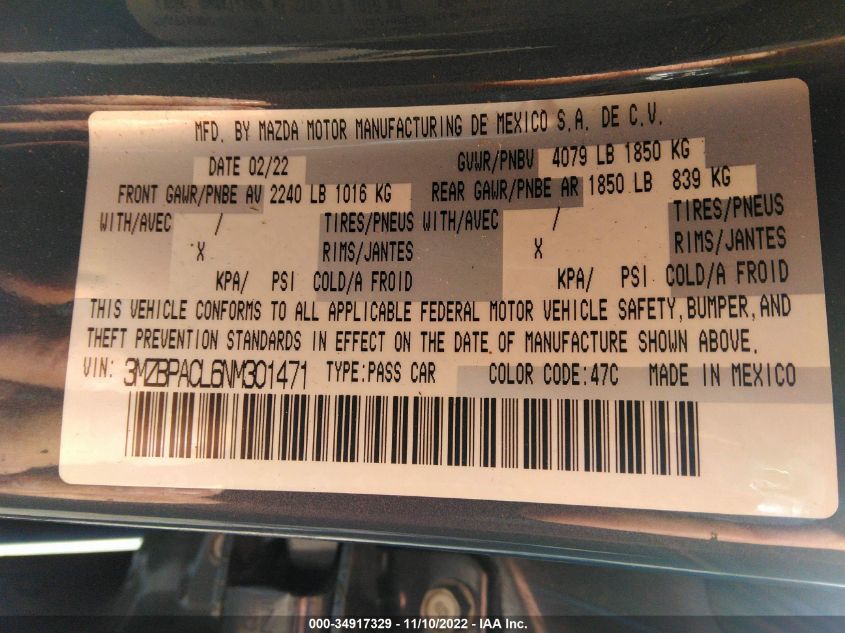 MFD. BY MAZDA MOTOR MANUFACTURING DE MEXICO S.A. DE C.V.
DATE 02/22 GVWR/PNBV 4079 LB 1850 KG
FRONT GAWR/PNBE AV 2240 LB 1016 KG REAR GAWR/PNBE AR 1850 LB 839 KG
WITH/AVEC / TIRES/PNEUS WITH/AVEC / TIRES/PNEUS
X RIMS/JANTES X RIMS/JANTES
KPA/ PSI COLD/A FROID KPA/ PSI COLD/A FROID
THIS VEHICLE CONFORMS TO ALL APPLICABLE FEDERAL MOTOR VEHICLE SAFETY, BUMPER, AND
THEFT PREVENTION STANDARDS IN EFFECT ON THE DATE OF MANUFACTURE SHOWN ABOVE.
VIN: 3MZBPACL6NM301471 TYPE:PASS CAR COLOR CODE:47C MADE IN MEXICO
000-34917329 - 11/10/2022 - IAA Inc.